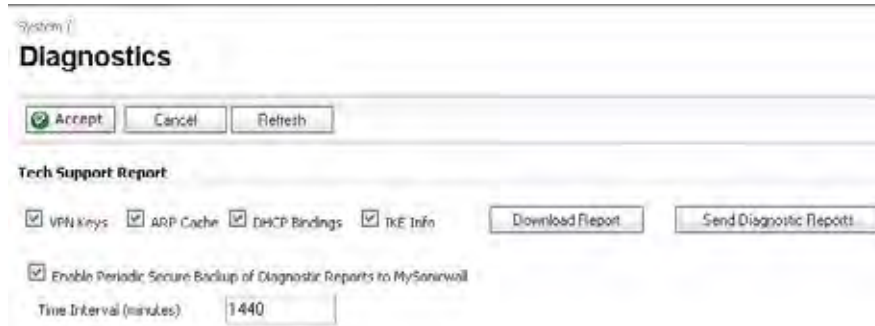 System /
Diagnostics
Accept Cancel Refresh
Tech Support Report
VPN Keys ARP Cache DHCP Bindings IKE Info Download Report Send Diagnostic Reports
Enable Periodic Secure Backup of Diagnostic Reports to MySonicwall
Time Interval (minutes) 1440